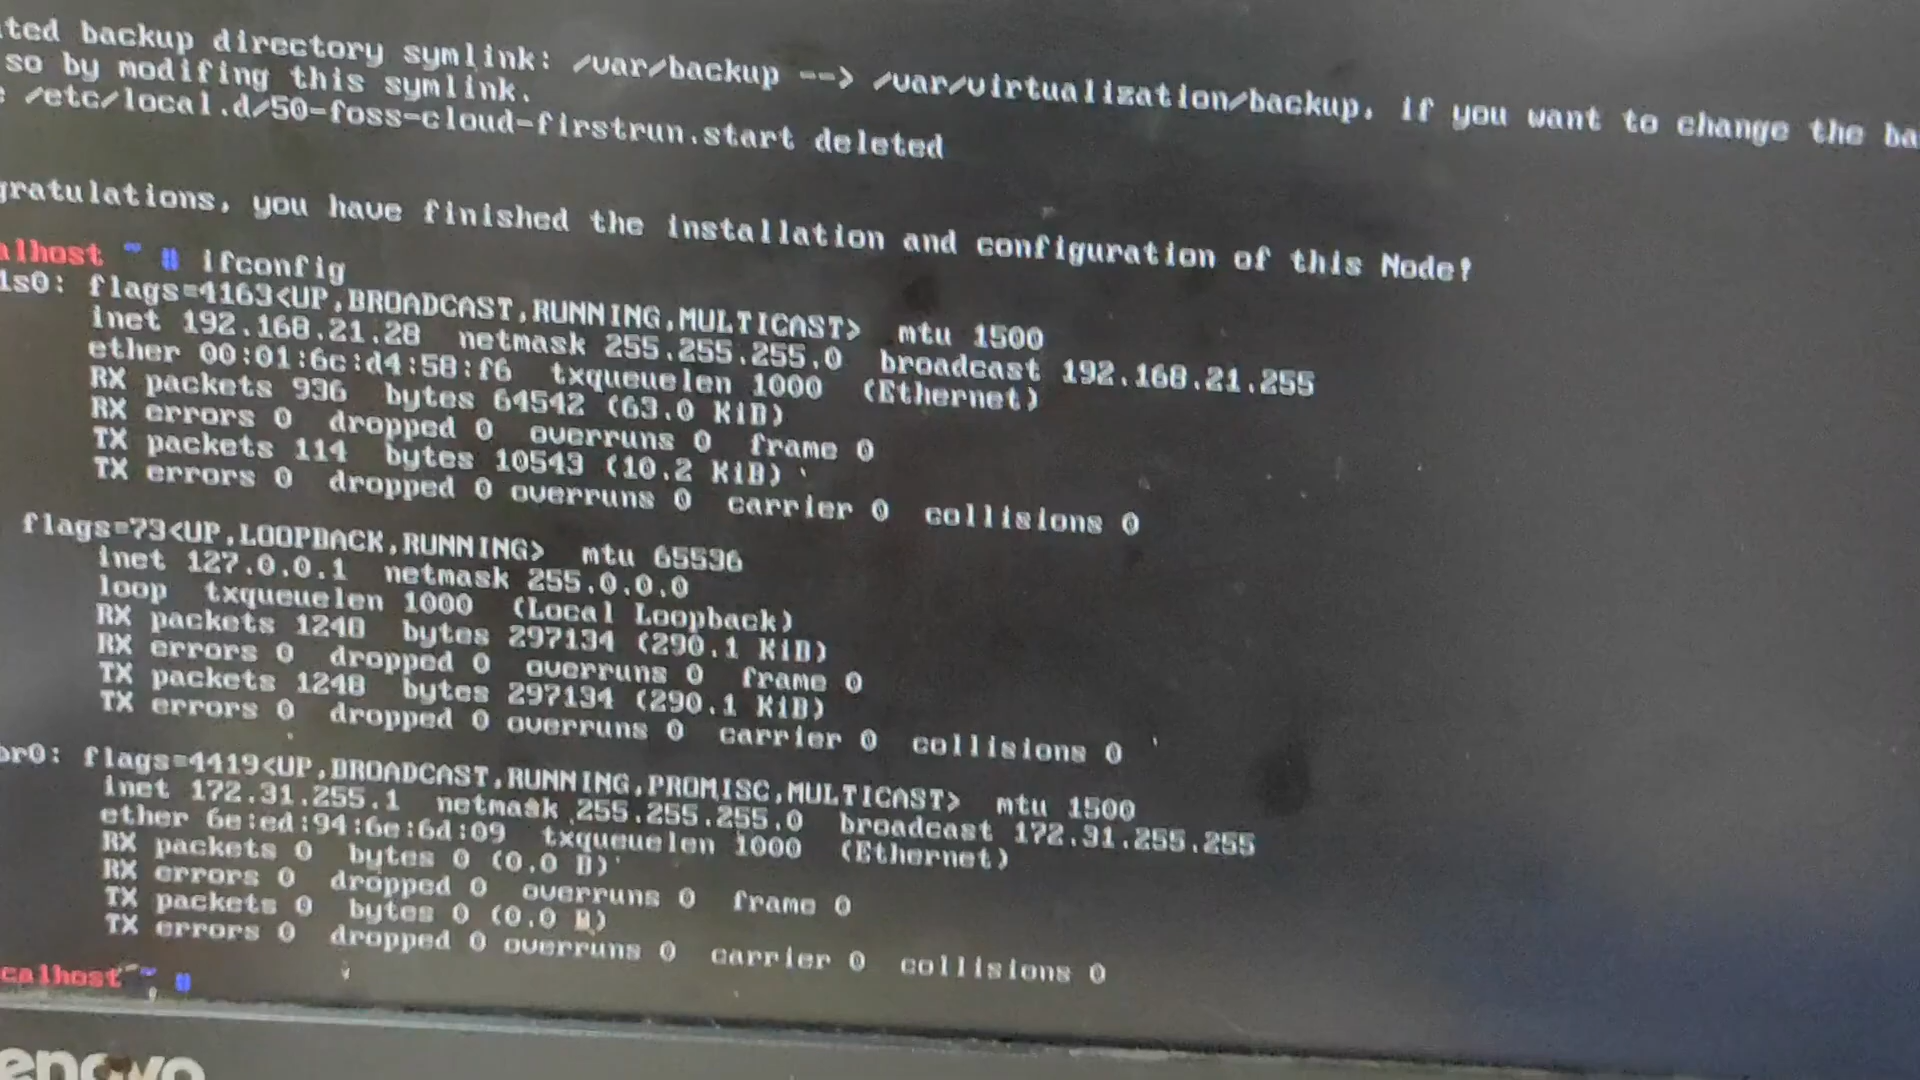 ted backup directory symlink: /var/backup --> /var/virtualization/backup, if you want to change the ba
so by modifing this symlink.
: /etc/local.d/50-foss-cloud-firstrun.start deleted
gratulations, you have finished the installation and configuration of this Node!
alhost ~ # ifconfig
1s0: flags=4163<UP,BROADCAST,RUNNING,MULTICAST> mtu 1500
inet 192.168.21.28 netmask 255.255.255.0 broadcast 192.168.21.255
ether 00:01:6c:d4:58:f6 txqueuelen 1000 (Ethernet)
RX packets 936 bytes 64542 (63.0 KiB)
RX errors 0 dropped 0 overruns 0 frame 0
TX packets 114 bytes 10543 (10.2 KiB)
TX errors 0 dropped 0 overruns 0 carrier 0 collisions 0
flags=73<UP,LOOPBACK,RUNNING> mtu 65536
inet 127.0.0.1 netmask 255.0.0.0
loop txqueuelen 1000 (Local Loopback)
RX packets 1248 bytes 297134 (290.1 KiB)
RX errors 0 dropped 0 overruns 0 frame 0
TX packets 1248 bytes 297134 (290.1 KiB)
TX errors 0 dropped 0 overruns 0 carrier 0 collisions 0
br0: flags=4419<UP,BROADCAST,RUNNING,PROMISC,MULTICAST> mtu 1500
inet 172.31.255.1 netmask 255.255.255.0 broadcast 172.31.255.255
ether 6e:ed:94:6e:6d:09 txqueuelen 1000 (Ethernet)
RX packets 0 bytes 0 (0.0 B)
RX errors 0 dropped 0 overruns 0 frame 0
TX packets 0 bytes 0 (0.0 B)
TX errors 0 dropped 0 overruns 0 carrier 0 collisions 0
calhost ~ #
enovo